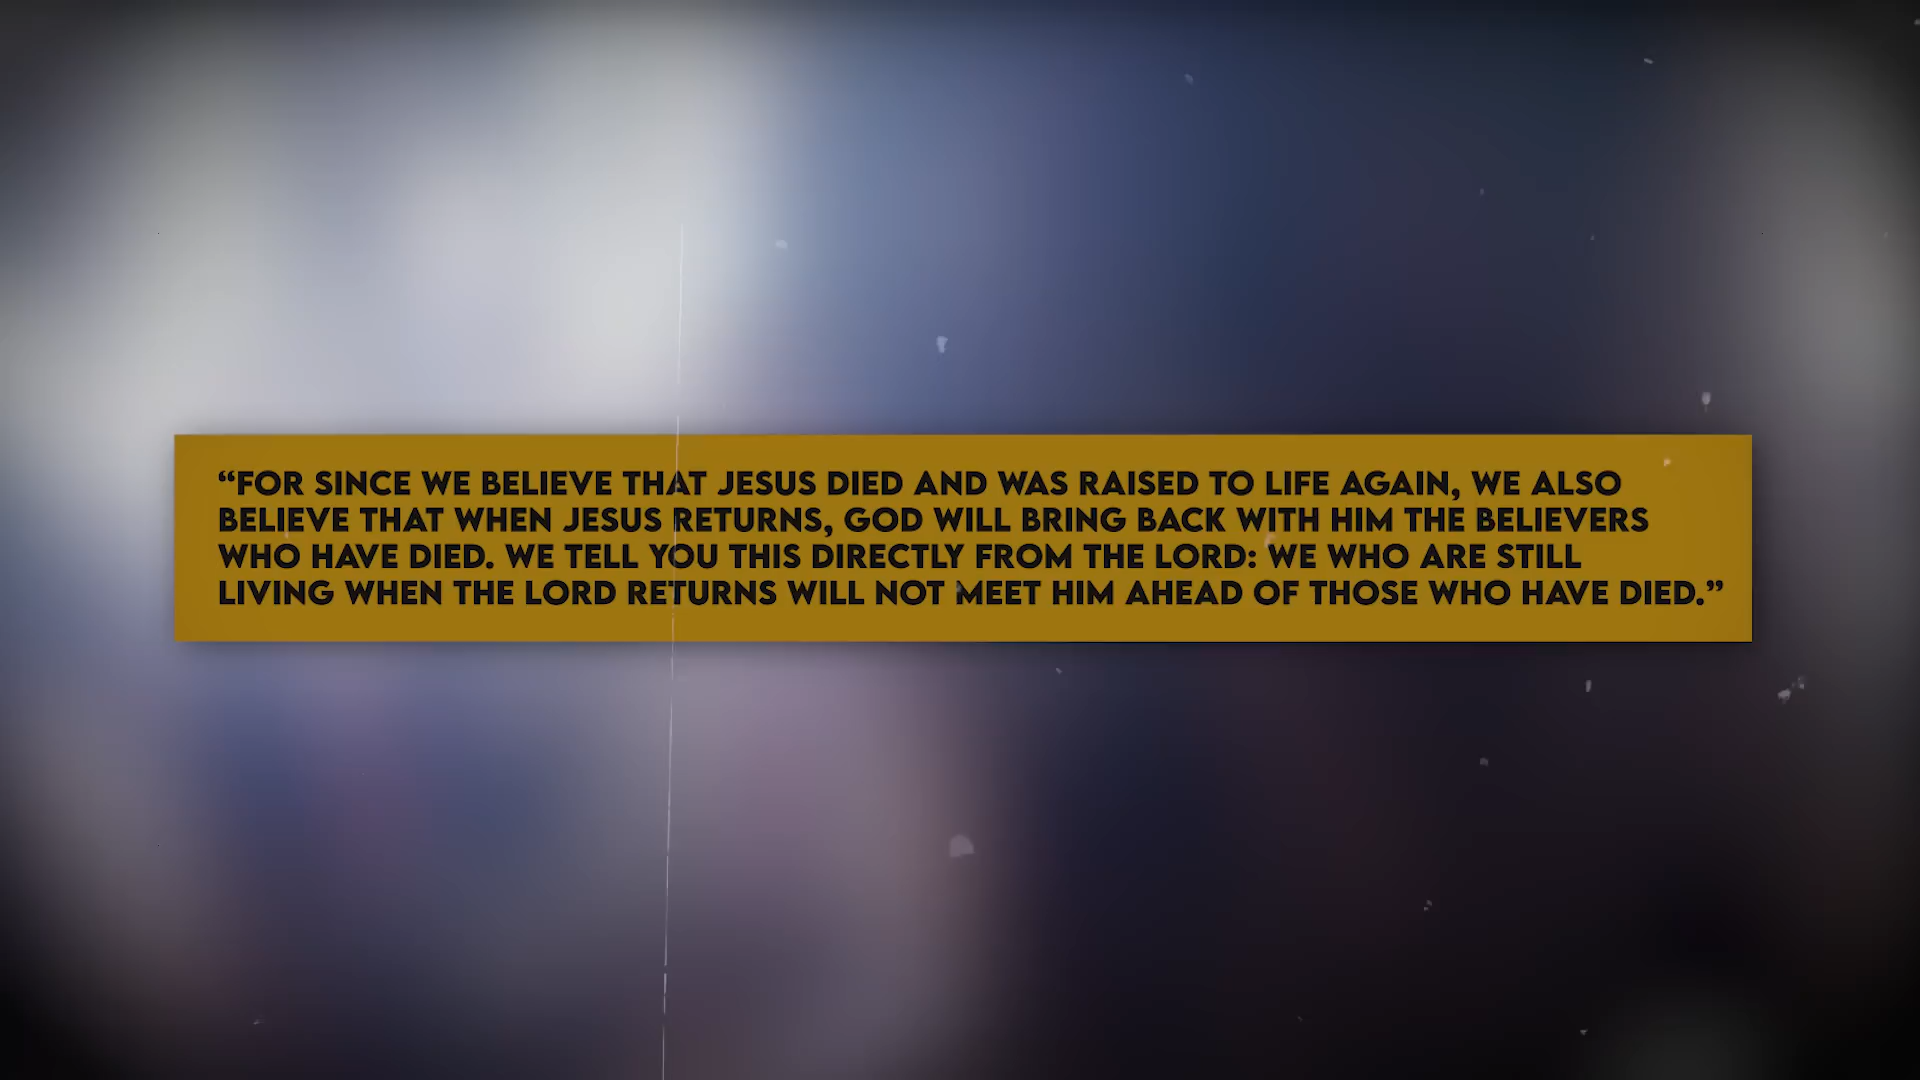 “FOR SINCE WE BELIEVE THAT JESUS DIED AND WAS RAISED TO LIFE AGAIN, WE ALSO
BELIEVE THAT WHEN JESUS RETURNS, GOD WILL BRING BACK WITH HIM THE BELIEVERS
WHO HAVE DIED. WE TELL YOU THIS DIRECTLY FROM THE LORD: WE WHO ARE STILL
LIVING WHEN THE LORD RETURNS WILL NOT MEET HIM AHEAD OF THOSE WHO HAVE DIED.”